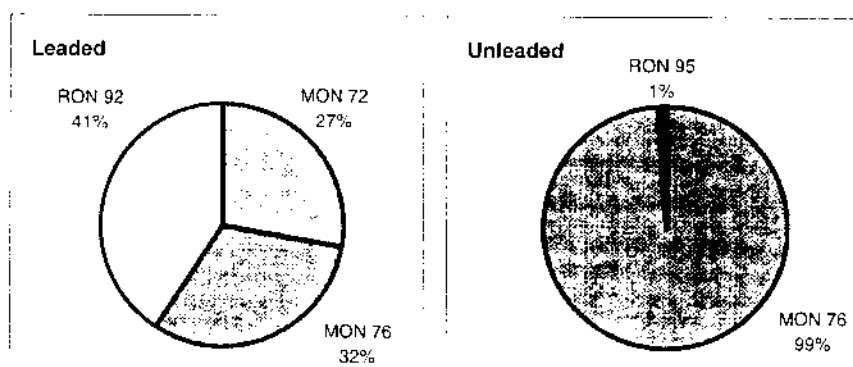 Leaded
RON 92
41%
MON 72
27%
MON 76
32%
Unleaded
RON 95
1%
MON 76
99%